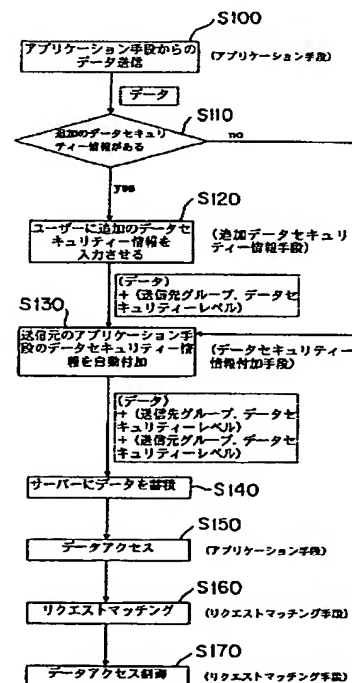 S100
アプリケーション手段からの
データ送信
(アプリケーション手段)
データ
S110
追加のデータセキュリ
ティー情報がある
no
yes
S120
ユーザーに追加のデータセ
キュリティー情報を
入力させる
(追加データセキュリ
ティー情報手段)
(データ)
+ (送信先グループ、データセ
キュリティーレベル)
S130
送信元のアプリケーション手
段のデータセキュリティー情
報を自動付加
(データセキュリティー
情報付加手段)
(データ)
+ (送信先グループ、データセ
キュリティーレベル)
+ (送信元グループ、データセ
キュリティーレベル)
サーバーにデータを蓄積
S140
S150
データアクセス
(アプリケーション手段)
S160
リクエストマッチング
(リクエストマッチング手段)
S170
データアクセス制御
(リクエストマッチング手段)